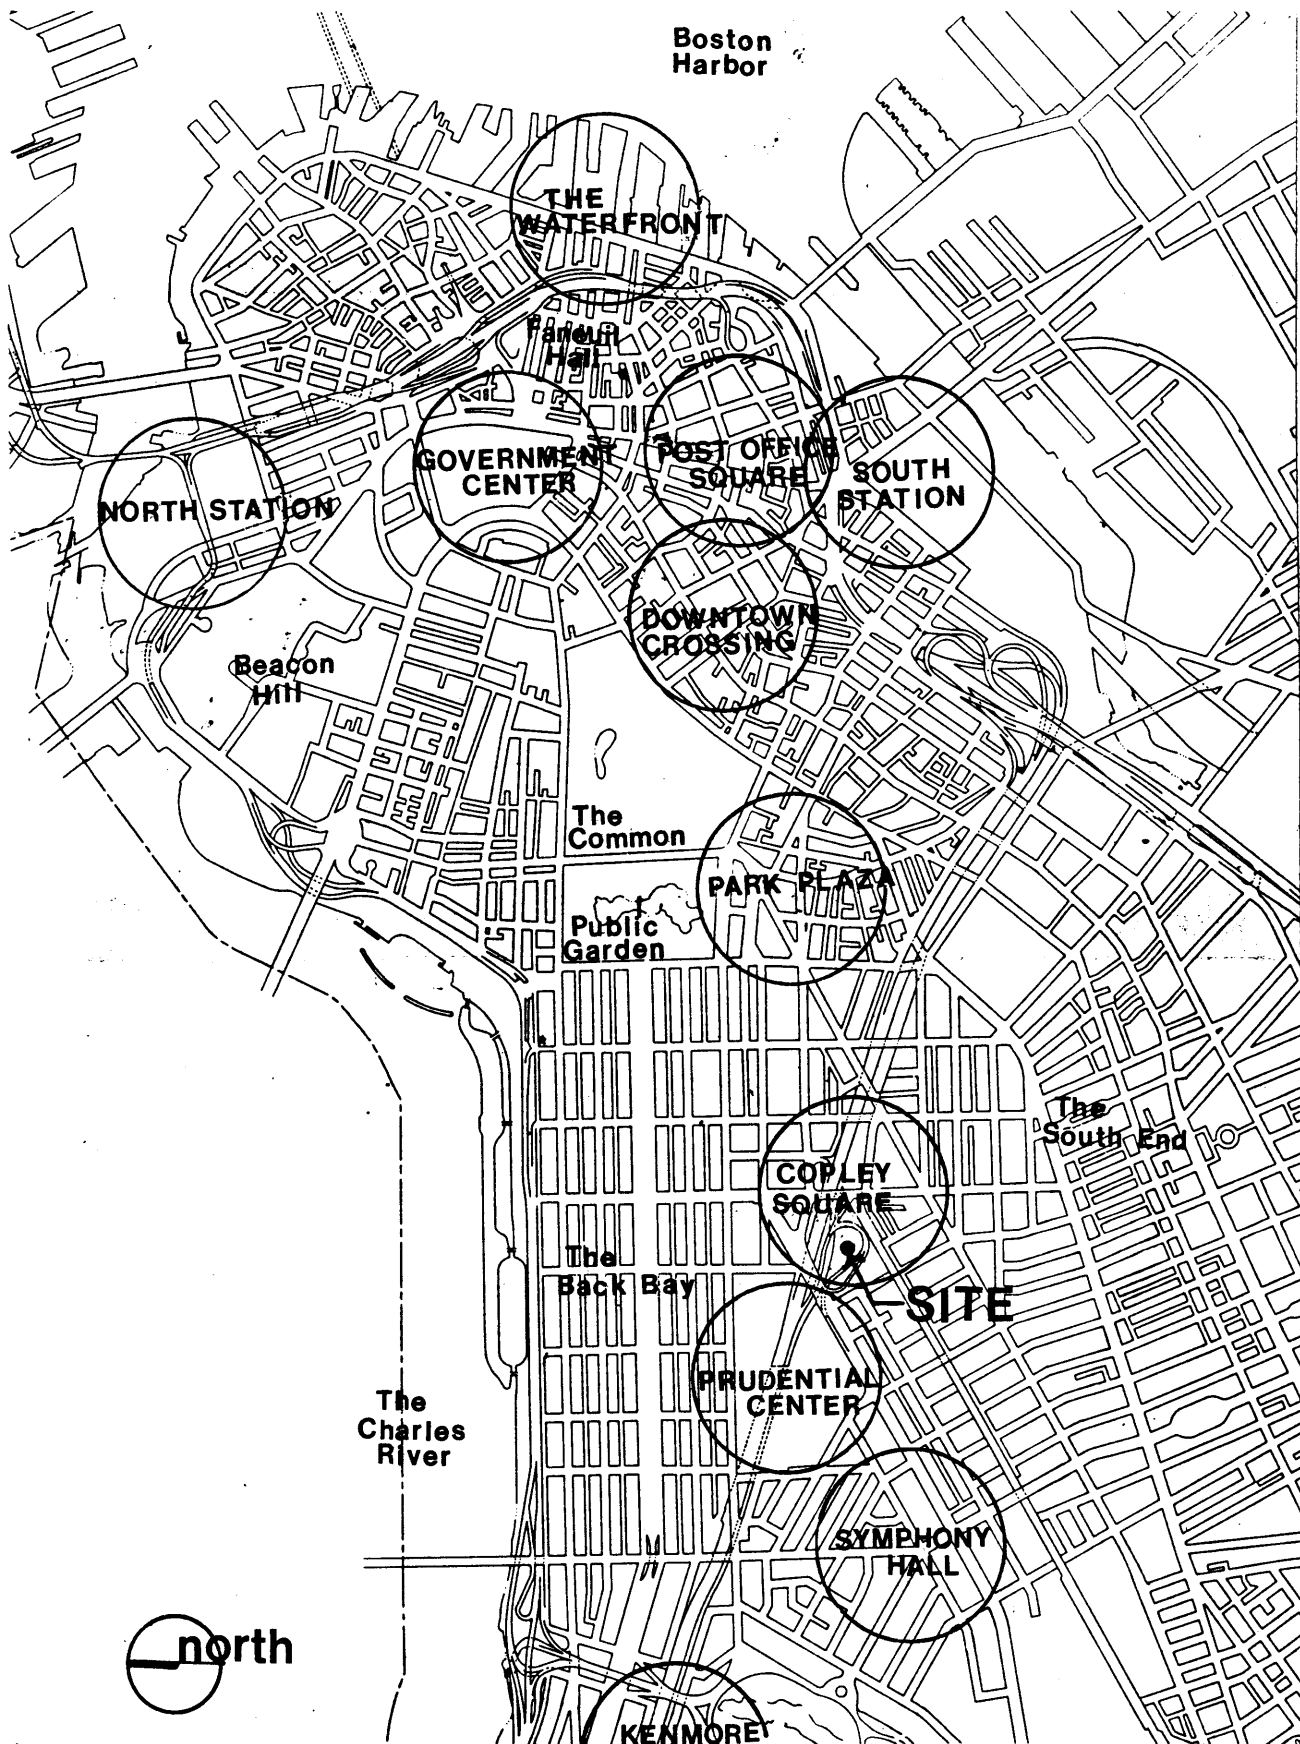 Boston
Harbor
THE
WATERFRONT
Faneuil
Hall
GOVERNMENT
CENTER
POST OFFICE
SQUARE
SOUTH
STATION
NORTH STATION
DOWNTOWN
CROSSING
Beacon
Hill
The
Common
PARK PLAZA
Public
Garden
The
South End
COPLEY
SQUARE
The
Back Bay
SITE
PRUDENTIAL
CENTER
The
Charles
River
SYMPHONY
HALL
north
KENMORE